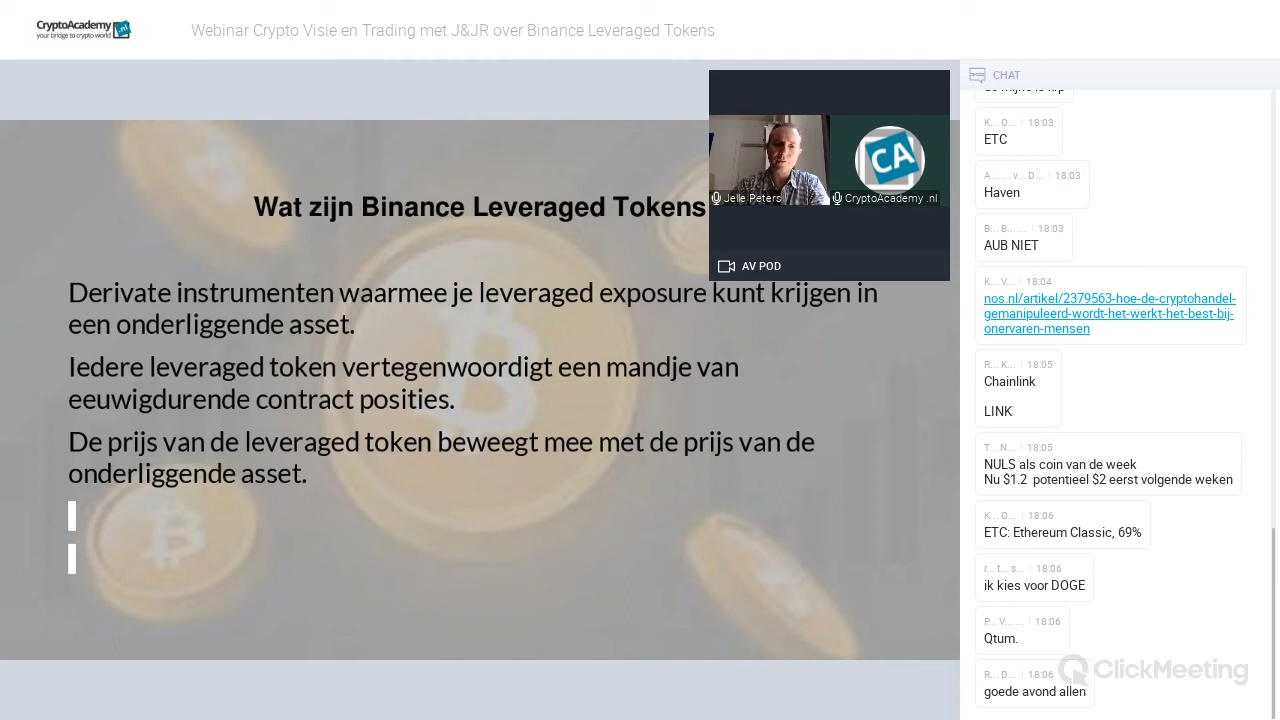 CryptoAcademy .nl
your bridge to crypto world
Webinar Crypto Visie en Trading met J&JR over Binance Leveraged Tokens
Wat zijn Binance Leveraged Tokens
Derivate instrumenten waarmee je leveraged exposure kunt krijgen in
een onderliggende asset.
Iedere leveraged token vertegenwoordigt een mandje van
eeuwigdurende contract posities.
De prijs van de leveraged token beweegt mee met de prijs van de
onderliggende asset.
CA
Jelle Peters
CryptoAcademy .nl
AV POD
CHAT
K... O... 18:03
ETC
A... ... v... D... 18:03
Haven
B... B... ... 18:03
AUB NIET
K... V... 18:04
nos.nl/artikel/2379563-hoe-de-cryptohandel-
gemanipuleerd-wordt-het-werkt-het-best-bij-
onervaren-mensen
R... K... 18:05
Chainlink
LINK
T... N... 18:05
NULS als coin van de week
Nu $1.2 potentieel $2 eerst volgende weken
K... O... 18:06
ETC: Ethereum Classic, 69%
r... t... s... 18:06
ik kies voor DOGE
P... V... ... 18:06
Qtum.
R... D... 18:06
goede avond allen
ClickMeeting